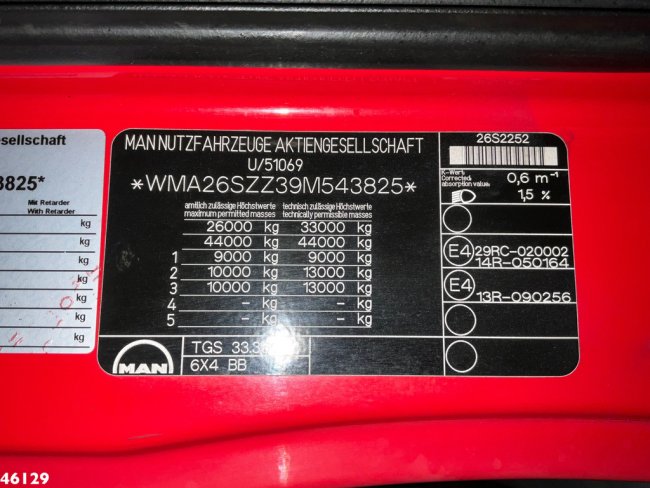 esellschaft
3825*
Mit Retarder
With Retarder
kg
kg
kg
kg
kg
kg
MAN NUTZFAHRZEUGE AKTIENGESELLSCHAFT
U/51069
*WMA26SZZ39M543825*
amtlich zulässige Höchstwerte technisch zulässige Höchstwerte
maximum permitted masses technically permissible masses
26000 kg 33000 kg
44000 kg 44000 kg
1 9000 kg 9000 kg
2 10000 kg 13000 kg
3 10000 kg 13000 kg
4 - kg - kg
5 - kg - kg
MAN
TGS
6X4 BB
26S2252
K-Wert:
Corrected absorption value:
0,6 m⁻¹
1,5 %
E4 29RC-020002
14R-050164
E4 13R-090256
46129